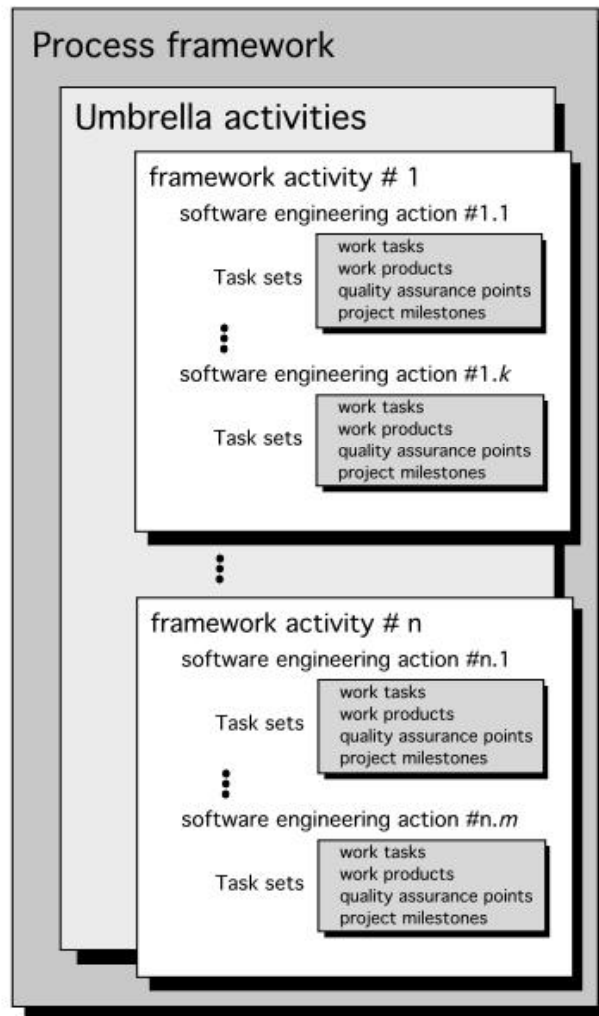 Process framework
Umbrella activities
framework activity # 1
software engineering action #1.1
Task sets
work tasks
work products
quality assurance points
project milestones
software engineering action #1.k
Task sets
work tasks
work products
quality assurance points
project milestones
framework activity # n
software engineering action #n.1
Task sets
work tasks
work products
quality assurance points
project milestones
software engineering action #n.m
Task sets
work tasks
work products
quality assurance points
project milestones